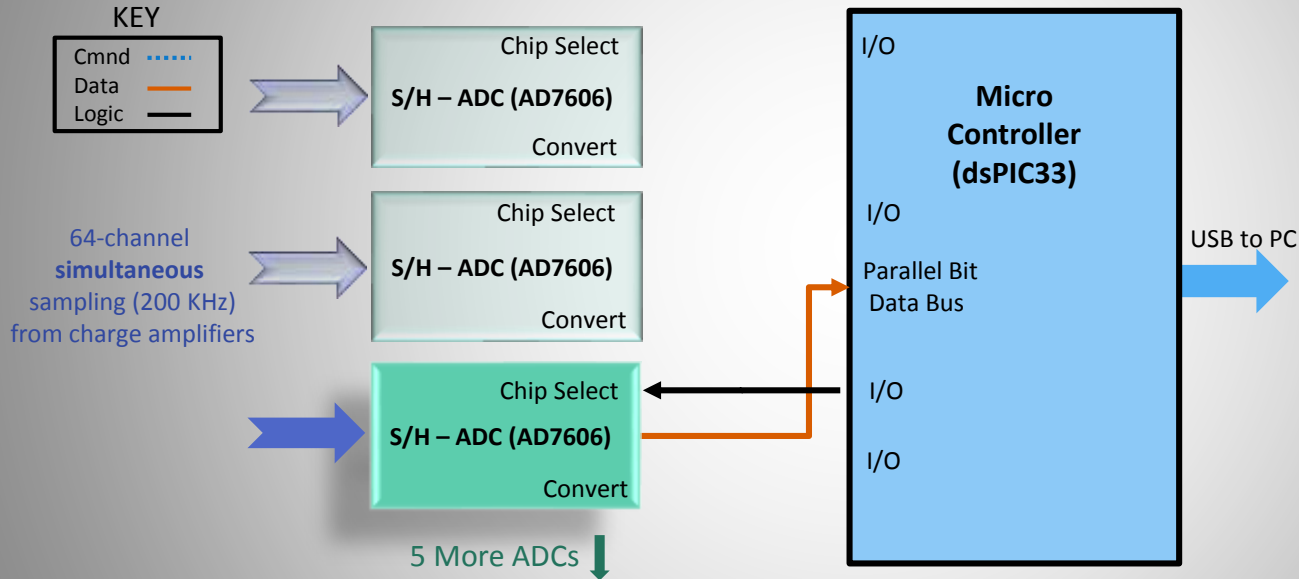 KEY
Cmnd
Data
Logic
64-channel
simultaneous
sampling (200 KHz)
from charge amplifiers
Chip Select
S/H – ADC (AD7606)
Convert
Chip Select
S/H – ADC (AD7606)
Convert
Chip Select
S/H – ADC (AD7606)
Convert
5 More ADCs
I/O
Micro
Controller
(dsPIC33)
I/O
Parallel Bit
Data Bus
I/O
I/O
USB to PC